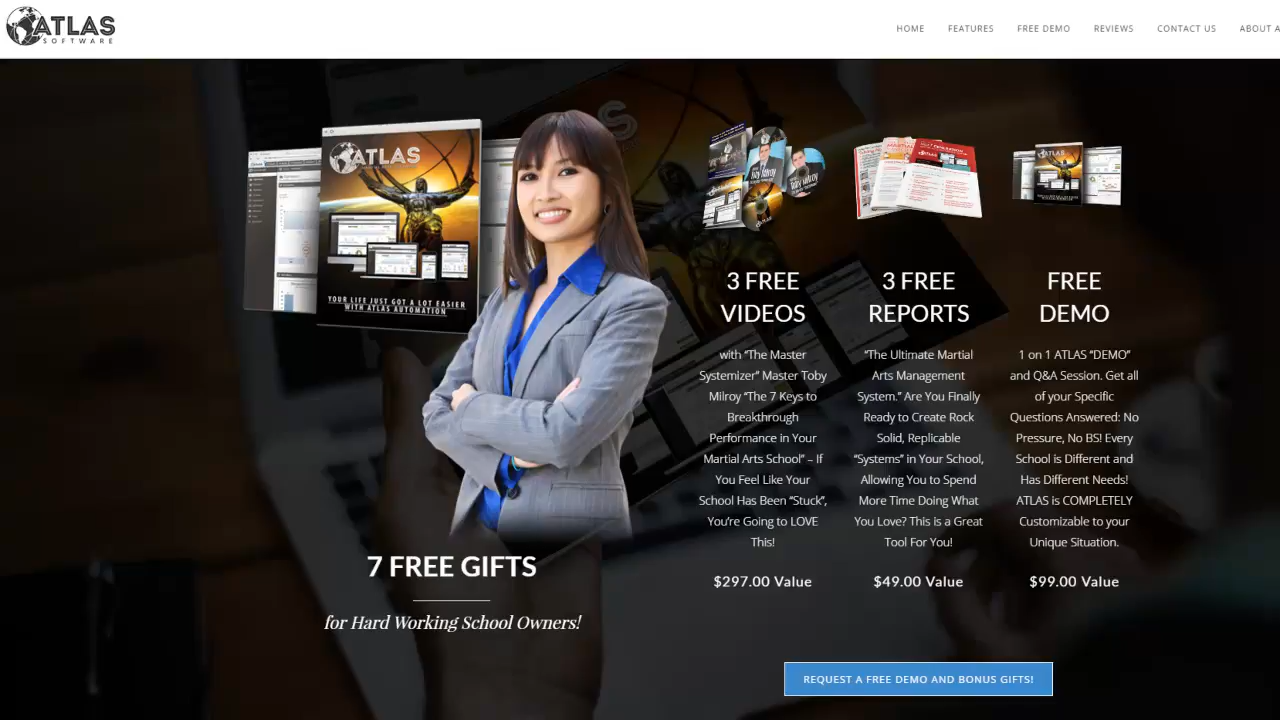 ATLAS
SOFTWARE
HOME
FEATURES
FREE DEMO
REVIEWS
CONTACT US
ABOUT A
ATLAS
YOUR LIFE JUST GOT A LOT EASIER
WITH ATLAS AUTOMATION
7 FREE GIFTS
for Hard Working School Owners!
3 FREE
VIDEOS
with “The Master
Systemizer” Master Toby
Milroy “The 7 Keys to
Breakthrough
Performance in Your
Martial Arts School” – If
You Feel Like Your
School Has Been “Stuck”,
You’re Going to LOVE
This!
$297.00 Value
3 FREE
REPORTS
“The Ultimate Martial
Arts Management
System.” Are You Finally
Ready to Create Rock
Solid, Replicable
“Systems” in Your School,
Allowing You to Spend
More Time Doing What
You Love? This is a Great
Tool For You!
$49.00 Value
ATLAS
FREE
DEMO
1 on 1 ATLAS “DEMO”
and Q&A Session. Get all
of your Specific
Questions Answered: No
Pressure, No BS! Every
School is Different and
Has Different Needs!
ATLAS is COMPLETELY
Customizable to your
Unique Situation.
$99.00 Value
REQUEST A FREE DEMO AND BONUS GIFTS!